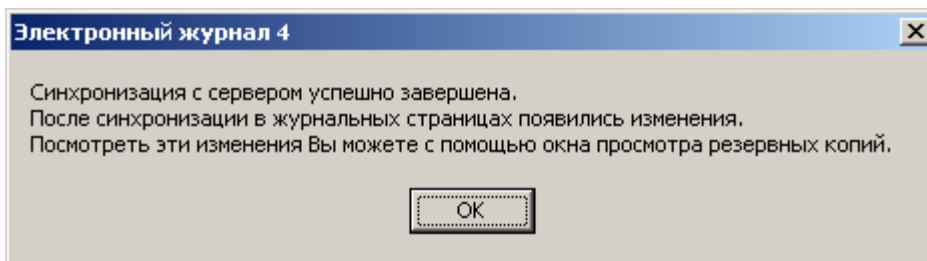 Электронный журнал 4
Синхронизация с сервером успешно завершена.
После синхронизации в журнальных страницах появились изменения.
Посмотреть эти изменения Вы можете с помощью окна просмотра резервных копий.
OK